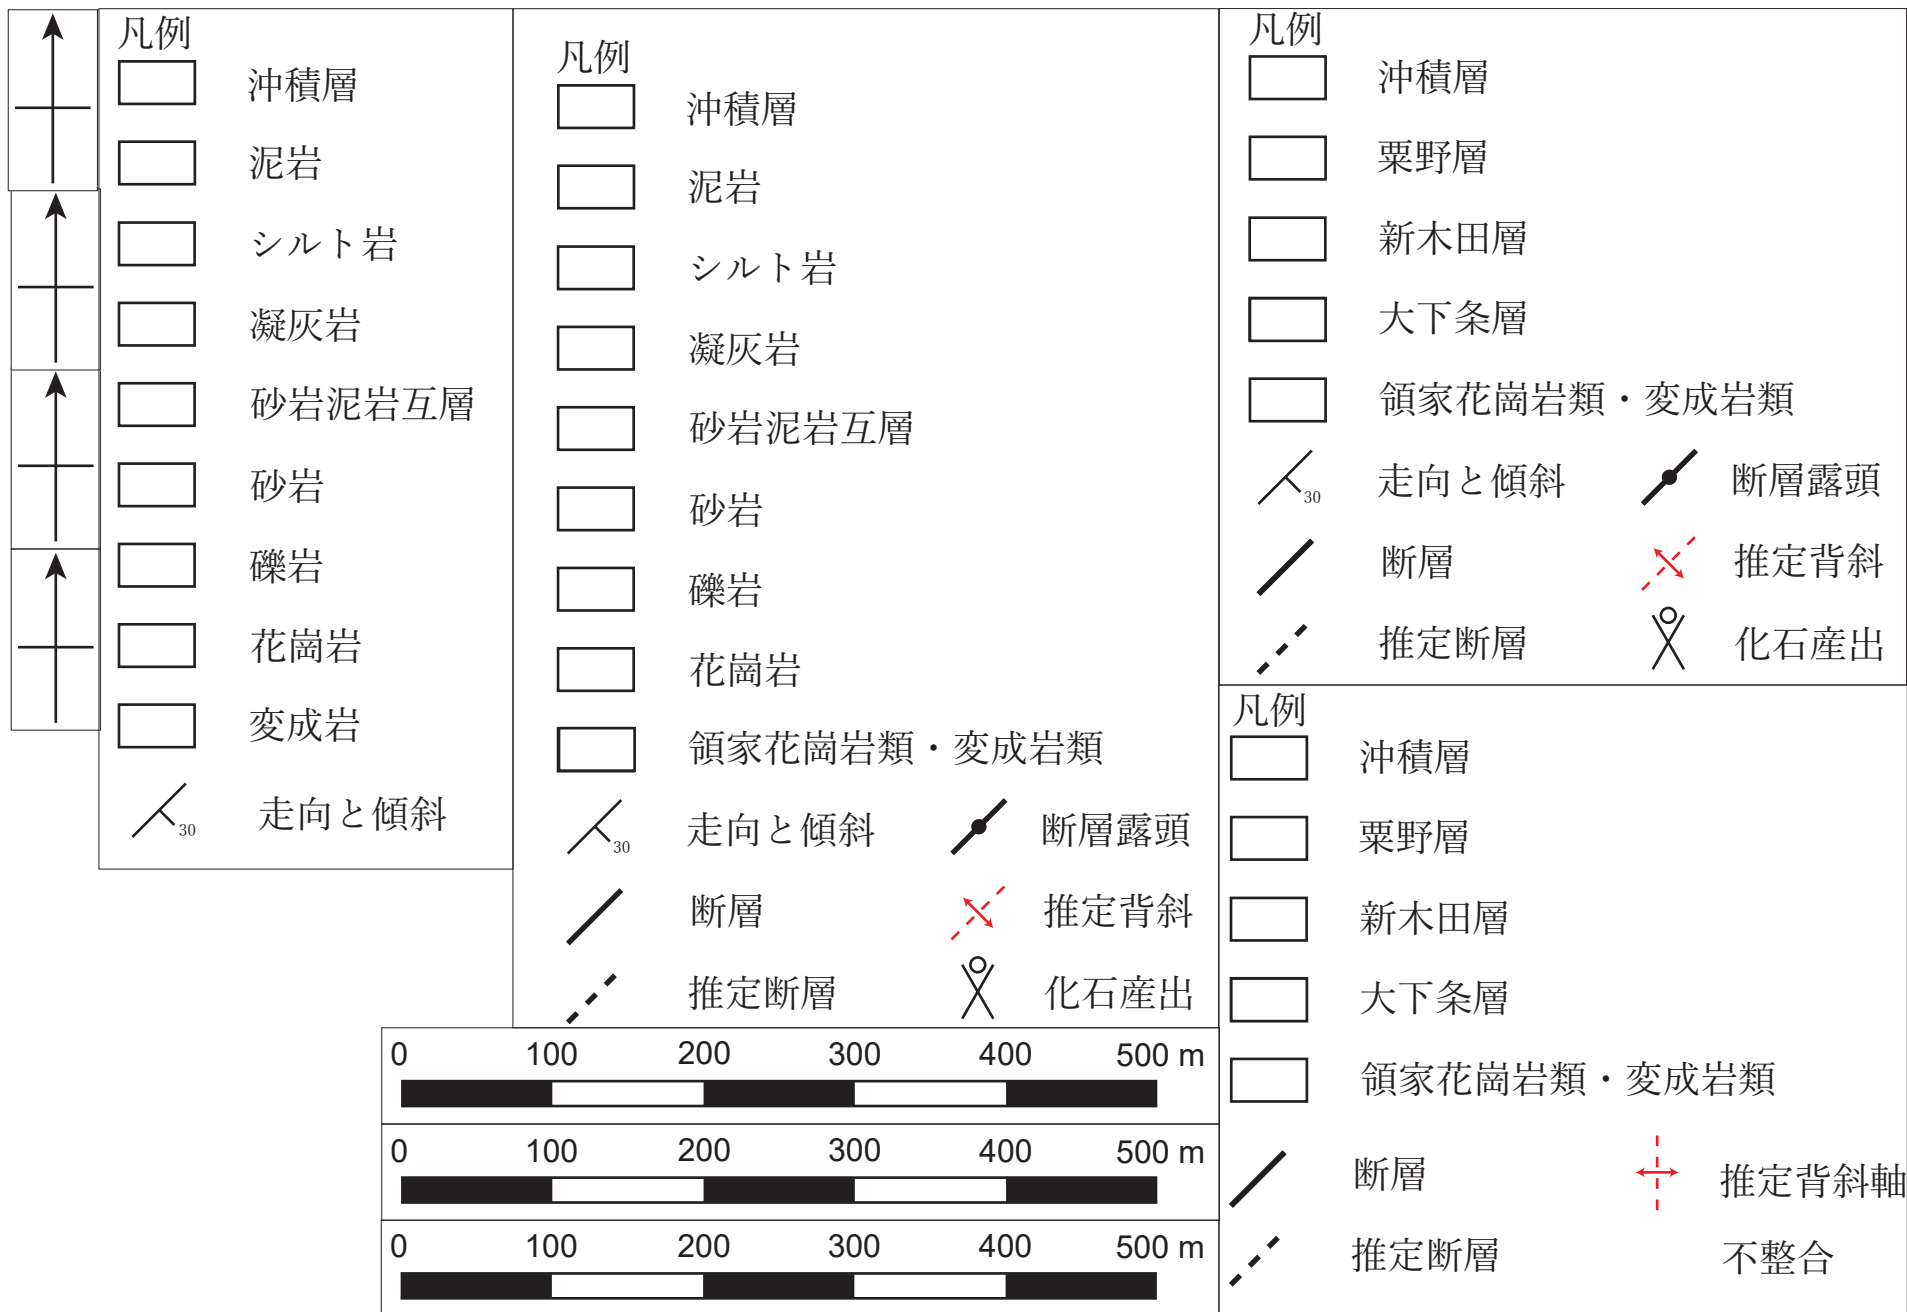 凡例
沖積層
泥岩
シルト岩
凝灰岩
砂岩泥岩互層
砂岩
礫岩
花崗岩
変成岩
30 走向と傾斜
凡例
沖積層
泥岩
シルト岩
凝灰岩
砂岩泥岩互層
砂岩
礫岩
花崗岩
領家花崗岩類・変成岩類
30 走向と傾斜 断層露頭
断層 推定背斜
推定断層 化石産出
0 100 200 300 400 500 m
0 100 200 300 400 500 m
0 100 200 300 400 500 m
凡例
沖積層
粟野層
新木田層
大下条層
領家花崗岩類・変成岩類
30 走向と傾斜 断層露頭
断層 推定背斜
推定断層 化石産出
凡例
沖積層
粟野層
新木田層
大下条層
領家花崗岩類・変成岩類
断層 推定背斜軸
推定断層 不整合